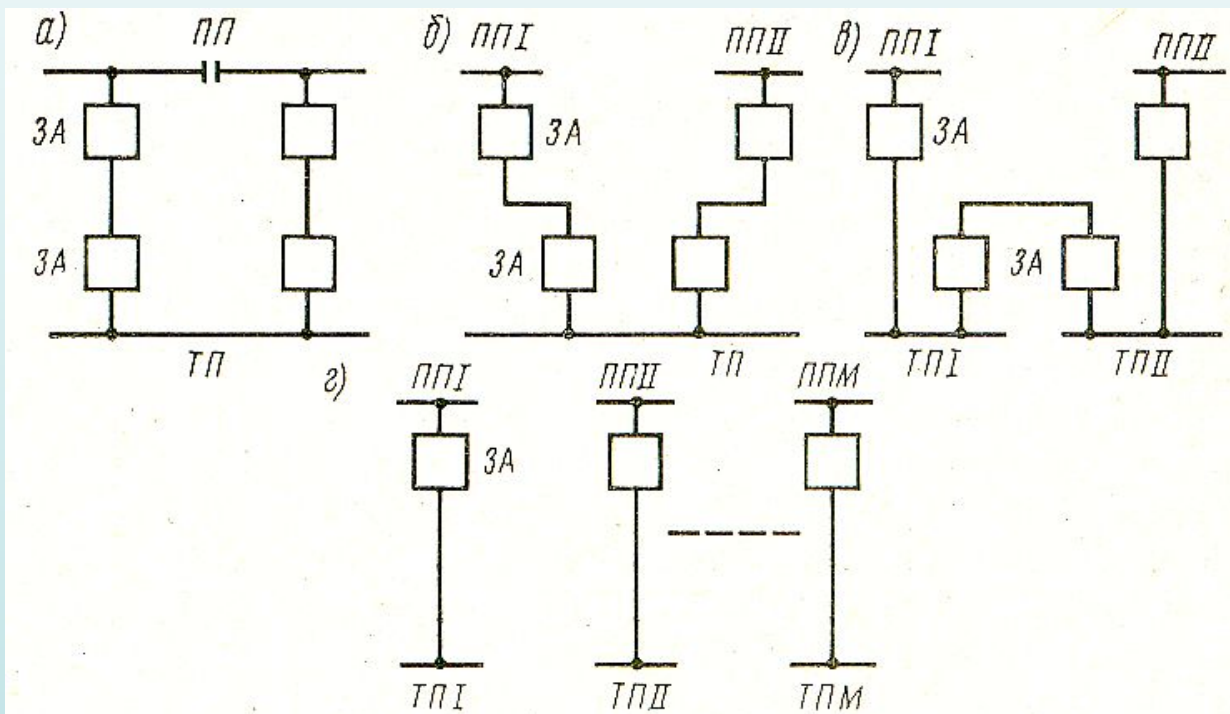 а) ПП
ЗА
ЗА
ТП
б) ППI ППII
ЗА
ЗА
ТП
в) ППI ППII
ЗА
ЗА
ТПI ТПII
г) ППI ППII ППМ
ЗА
ТПI ТПII ТПМ